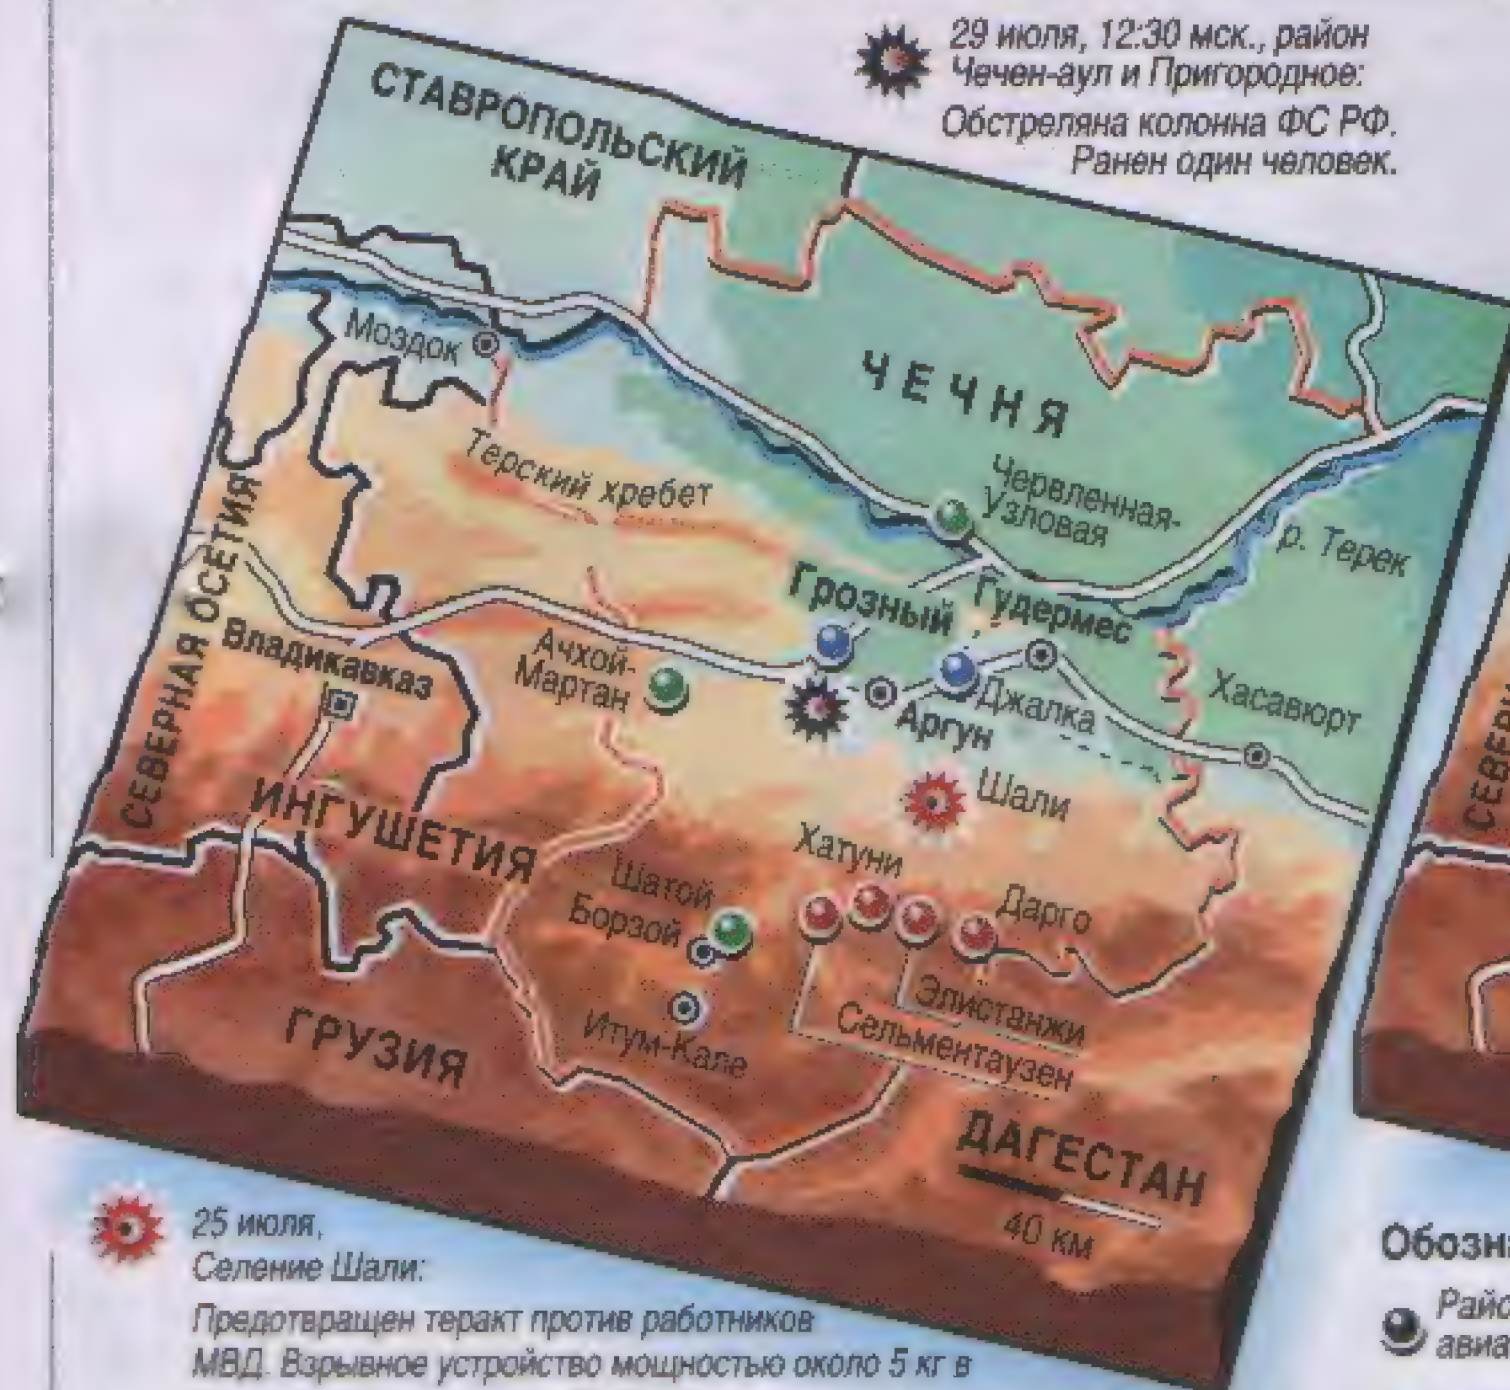 29 июля, 12:30 мск., район
Чечен-аул и Пригородное:
Обстреляна колонна ФС РФ.
Ранен один человек.
СТАВРОПОЛЬСКИЙ
КРАЙ
Моздок
ЧЕЧНЯ
Терский хребет
Червленная-
Узловая
р. Терек
Грозный
Гудермес
СЕВЕРНАЯ ОСЕТИЯ
Владикавказ
Ачхой-
Мартан
Джалка
Аргун
Хасавюрт
Шали
ИНГУШЕТИЯ
Хатуни
Шатой
Борзой
Дарго
Элистанжи
Сельментаузен
Итум-Кале
ГРУЗИЯ
ДАГЕСТАН
40 км
25 июля,
Селение Шали:
Предотвращен теракт против работников
МВД. Взрывное устройство мощностью около 5 кг в